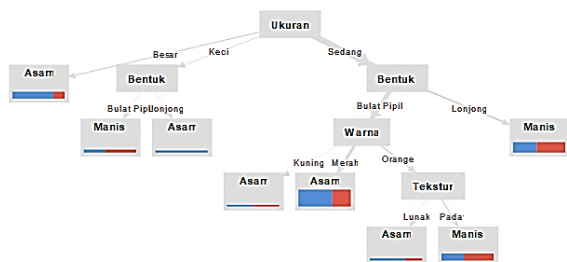 Ukuran
Besar
Keci
Sedang
Asam
Bentuk
Bentuk
Bulat Pipil
Lonjong
Bulat Pipil
Lonjong
Manis
Asam
Warna
Manis
Kuning
Merah
Orange
Asam
Asam
Tekstur
Lunak
Padat
Asam
Manis